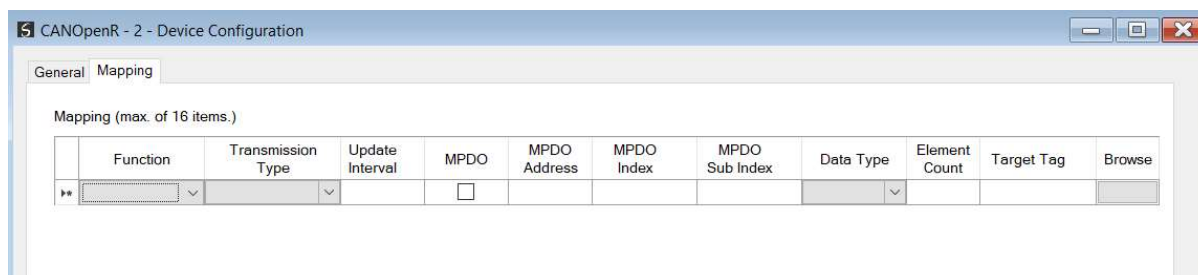 CANOpenR - 2 - Device Configuration
General Mapping
Mapping (max. of 16 items.)
Function Transmission Type Update Interval MPDO MPDO Address MPDO Index MPDO Sub Index Data Type Element Count Target Tag Browse